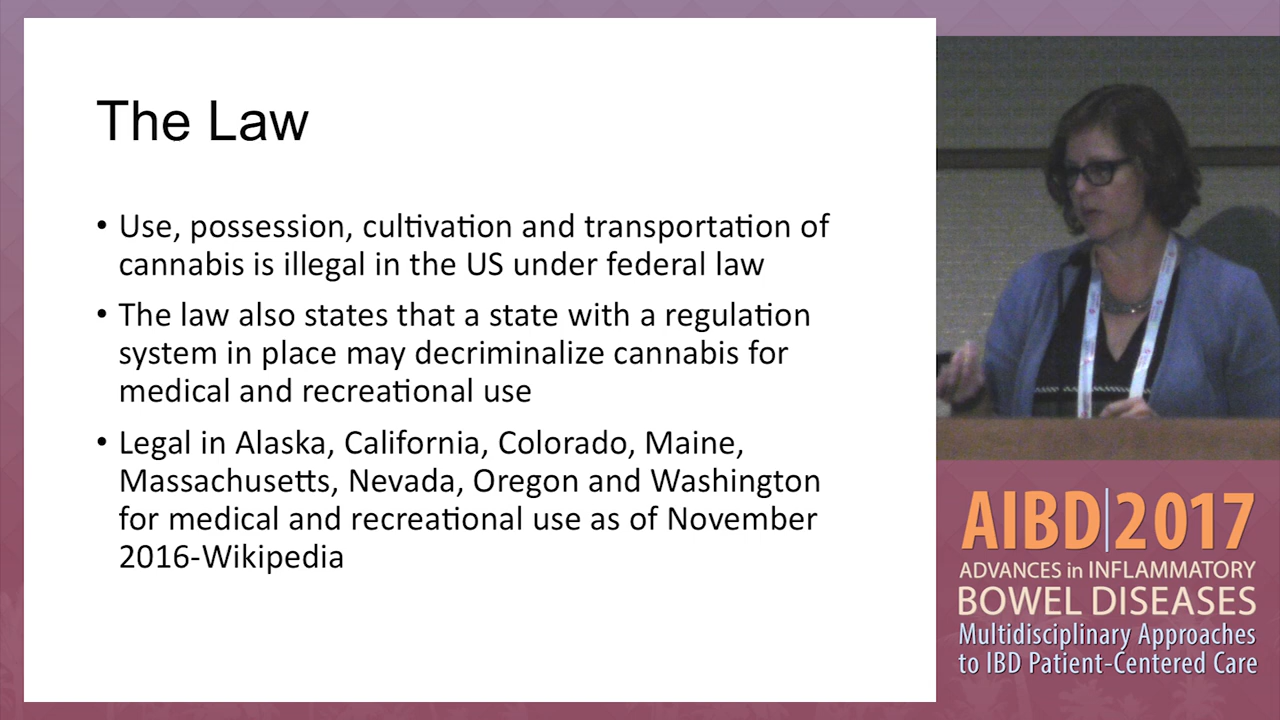 The Law
• Use, possession, cultivation and transportation of
cannabis is illegal in the US under federal law
• The law also states that a state with a regulation
system in place may decriminalize cannabis for
medical and recreational use
• Legal in Alaska, California, Colorado, Maine,
Massachusetts, Nevada, Oregon and Washington
for medical and recreational use as of November
2016-Wikipedia
AIBD|2017
ADVANCES in INFLAMMATORY
BOWEL DISEASES
Multidisciplinary Approaches
to IBD Patient-Centered Care